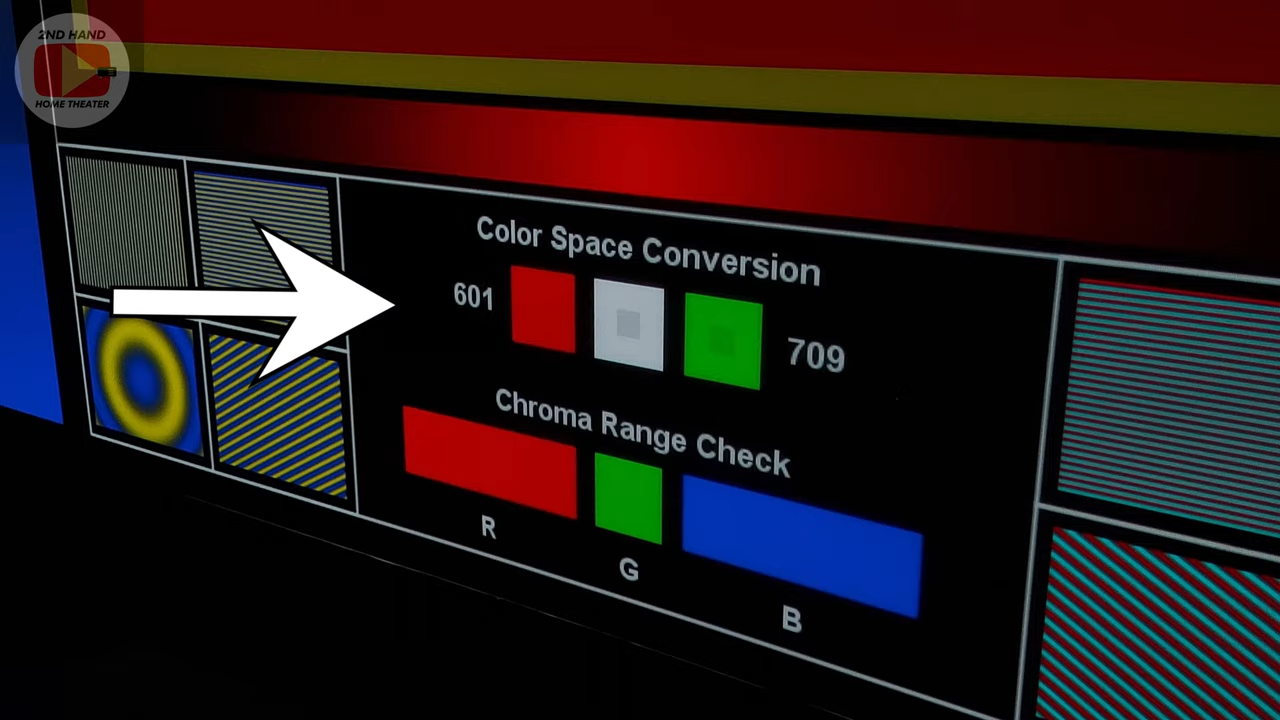 2ND HAND
HOME THEATER
Color Space Conversion
601
709
Chroma Range Check
R
G
B